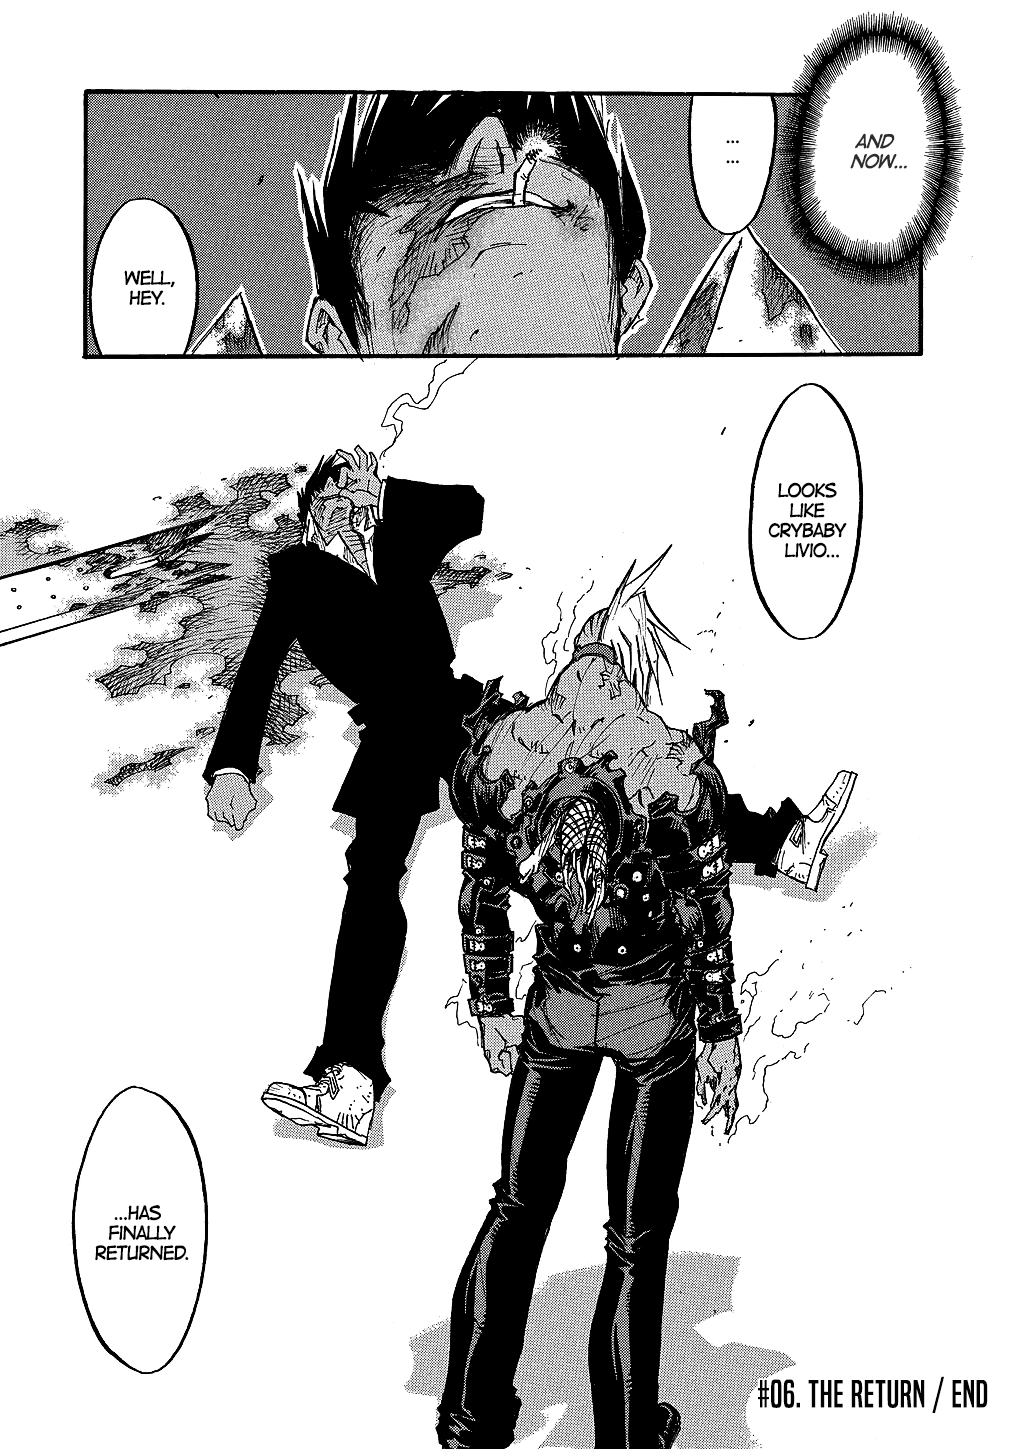 AND
NOW...
...
...
WELL,
HEY.
LOOKS
LIKE
CRYBABY
LIVIO...
...HAS
FINALLY
RETURNED.
#06. THE RETURN / END